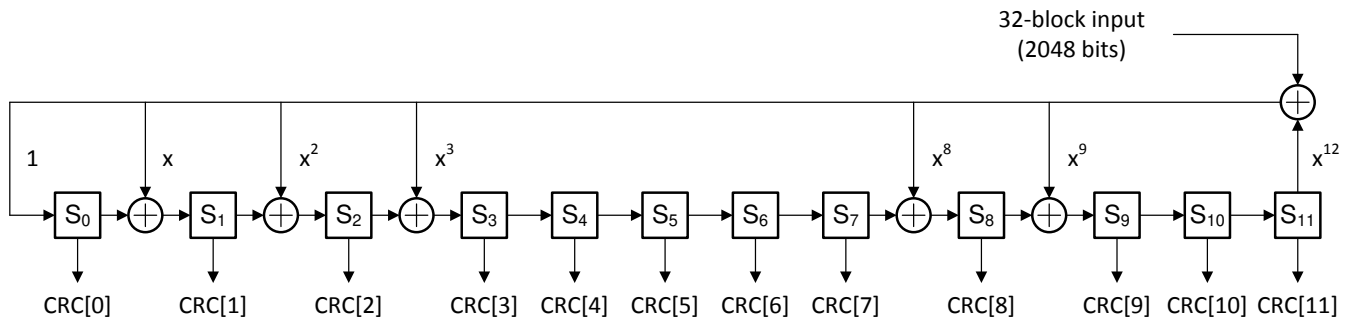 32-block input
(2048 bits)
1 x x² x³ x⁸ x⁹ x¹²
S₀ S₁ S₂ S₃ S₄ S₅ S₆ S₇ S₈ S₉ S₁₀ S₁₁
CRC[0] CRC[1] CRC[2] CRC[3] CRC[4] CRC[5] CRC[6] CRC[7] CRC[8] CRC[9] CRC[10] CRC[11]